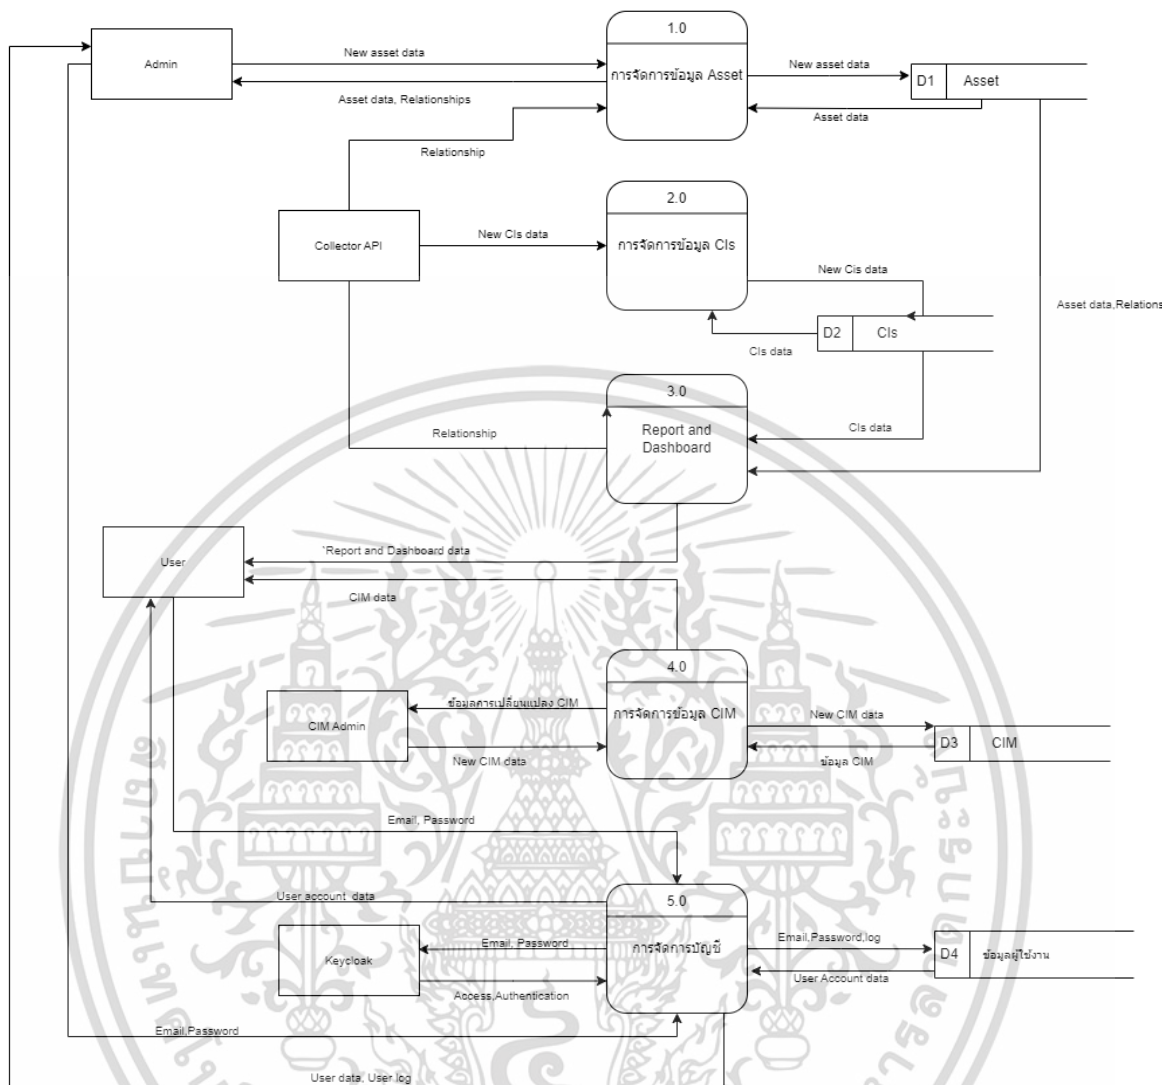 1.0
New asset data
Admin
New asset data
การจัดการข้อมูล Asset
D1
Asset
Asset data, Relationships
Asset data
Relationship
2.0
New CIs data
Collector API
การจัดการข้อมูล CIs
New Cis data
Asset data,Relations
D2
CIs
CIs data
3.0
Relationship
Report and
Dashboard
CIs data
`Report and Dashboard data
User
CIM data
4.0
ข้อมูลการเปลี่ยนแปลง CIM
การจัดการข้อมูล CIM
New CIM data
CIM Admin
D3
CIM
New CIM data
ข้อมูล CIM
Email, Password
User account data
5.0
Email, Password
การจัดการบัญชี
Email,Password,log
Keycloak
D4
ข้อมูลผู้ใช้งาน
User Account data
Access,Authentication
Email,Password
User data, User log